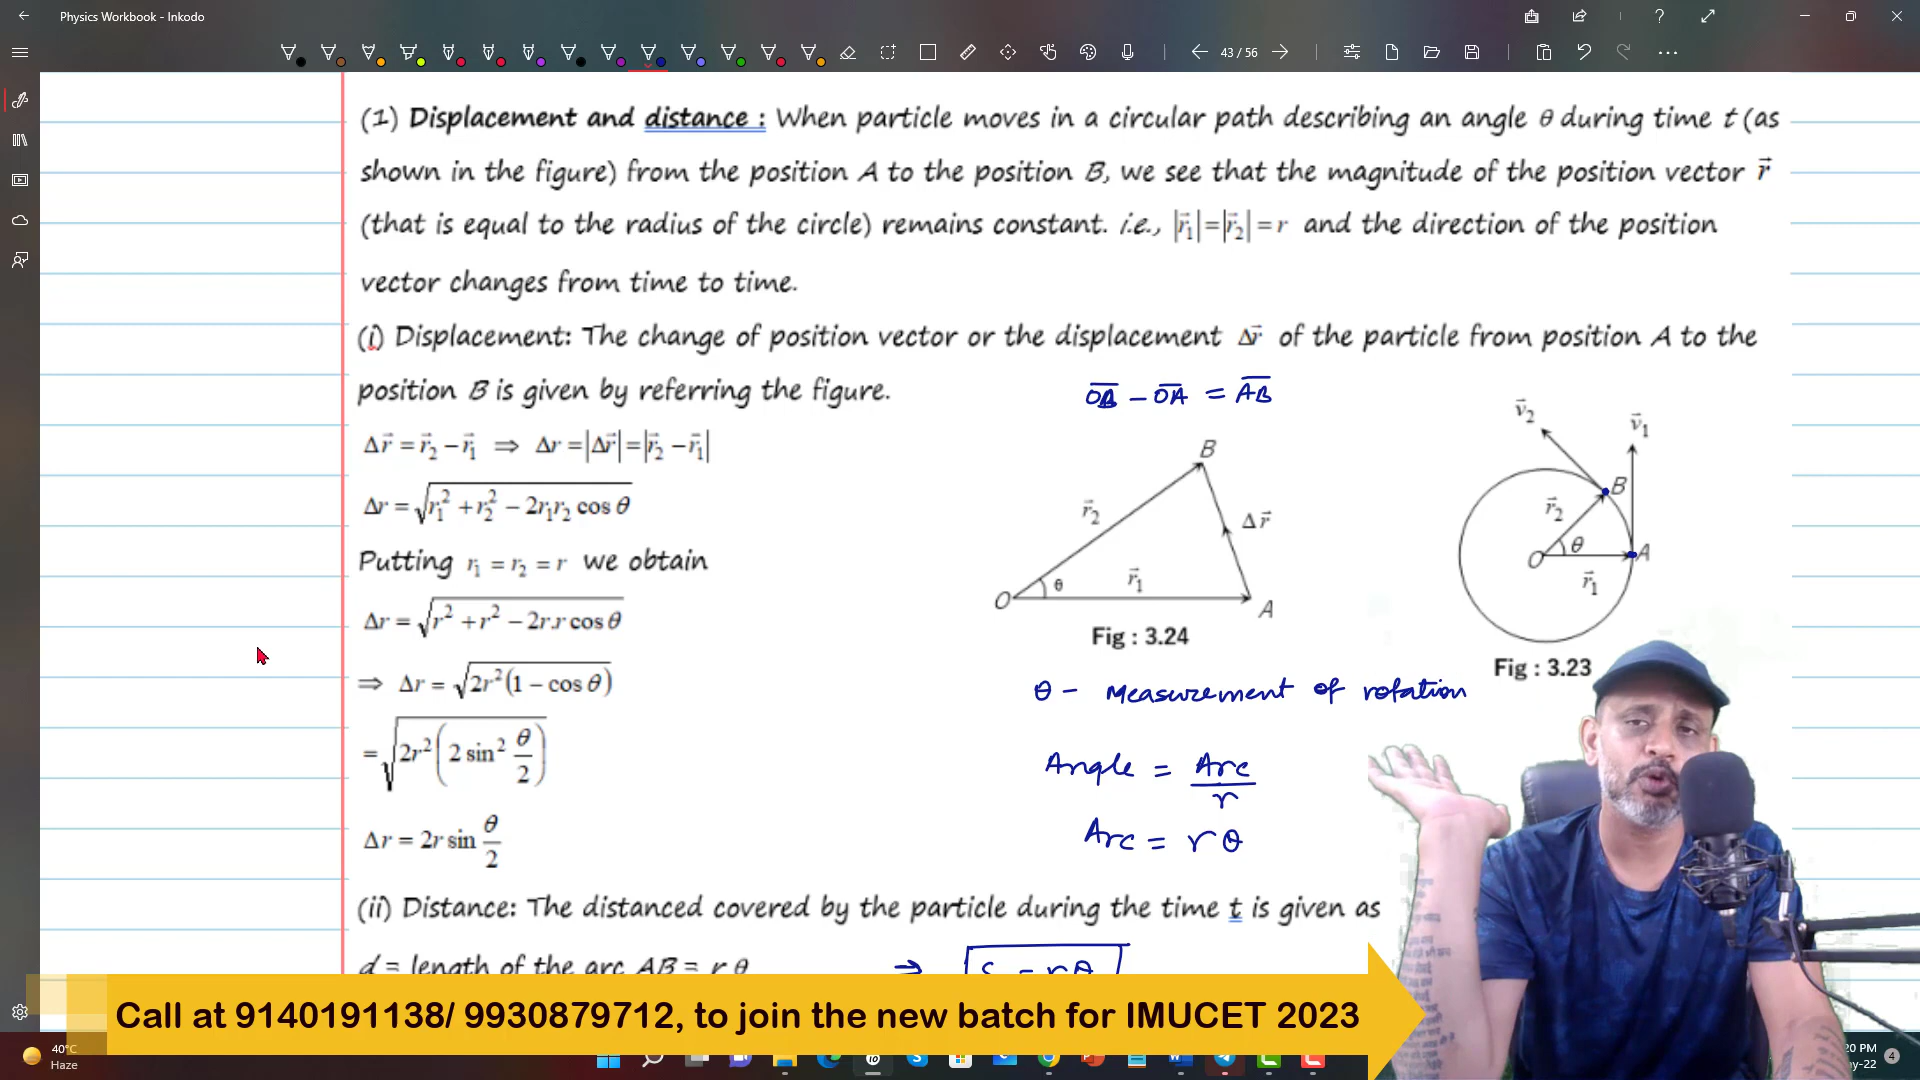 Physics Workbook - Inkodo
43 / 56
(1) Displacement and distance : When particle moves in a circular path describing an angle θ during time t (as
shown in the figure) from the position A to the position B, we see that the magnitude of the position vector r⃗
(that is equal to the radius of the circle) remains constant. i.e., |r⃗₁|=|r⃗₂|=r and the direction of the position
vector changes from time to time.
(i) Displacement: The change of position vector or the displacement Δr⃗ of the particle from position A to the
position B is given by referring the figure.
O̅B̅ – O̅A̅ = A̅B̅
Δr⃗ = r⃗₂ – r⃗₁ ⇒ Δr = |Δr⃗| = |r⃗₂ – r⃗₁|
Δr = √(r₁² + r₂² – 2r₁r₂ cos θ)
Putting r₁ = r₂ = r we obtain
Δr = √(r² + r² – 2r.r cos θ)
⇒ Δr = √(2r²(1 – cos θ))
= √(2r²(2 sin² θ/2))
Δr = 2r sin θ/2
B
r⃗₂
Δr⃗
θ
r⃗₁
O
A
Fig : 3.24
v⃗₂
v⃗₁
B
r⃗₂
θ
O
A
r⃗₁
Fig : 3.23
θ – Measurement of rotation
Angle = Arc/r
Arc = r θ
(ii) Distance: The distanced covered by the particle during the time t is given as
d = length of the arc AB = r θ
⇒ S = rθ
Call at 9140191138/ 9930879712, to join the new batch for IMUCET 2023
40°C
Haze
20 PM
y-22
4